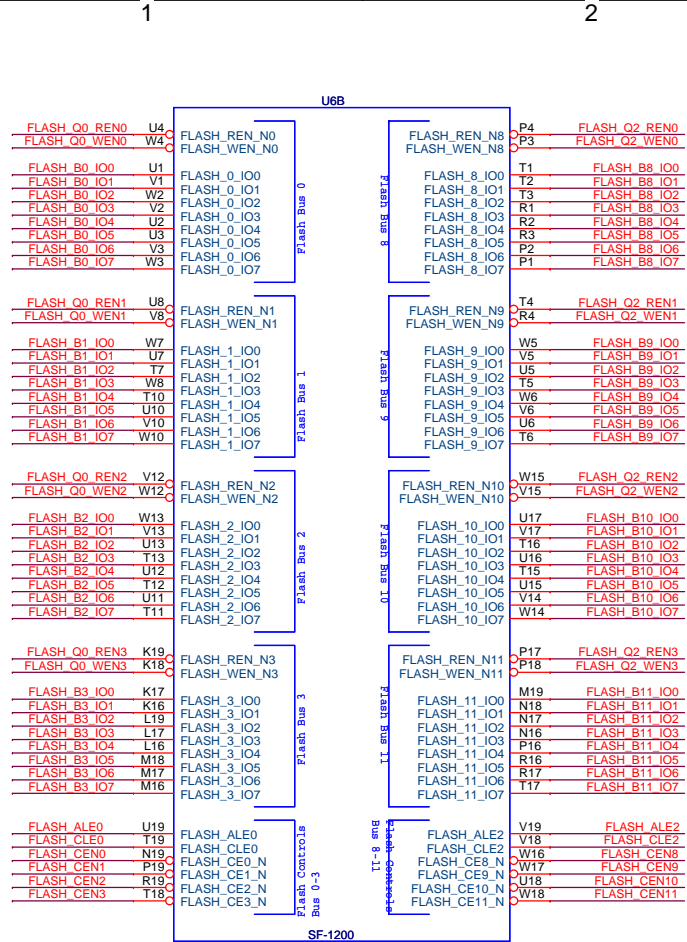 1 2
U6B
FLASH_Q0_REN0 U4 FLASH_REN_N0 FLASH_REN_N8 P4 FLASH_Q2_REN0
FLASH_Q0_WEN0 W4 FLASH_WEN_N0 FLASH_WEN_N8 P3 FLASH_Q2_WEN0
FLASH_B0_IO0 U1 FLASH_0_IO0 FLASH_8_IO0 T1 FLASH_B8_IO0
FLASH_B0_IO1 V1 FLASH_0_IO1 FLASH_8_IO1 T2 FLASH_B8_IO1
FLASH_B0_IO2 W2 FLASH_0_IO2 FLASH_8_IO2 T3 FLASH_B8_IO2
FLASH_B0_IO3 V2 FLASH_0_IO3 FLASH_8_IO3 R1 FLASH_B8_IO3
FLASH_B0_IO4 U2 FLASH_0_IO4 FLASH_8_IO4 R2 FLASH_B8_IO4
FLASH_B0_IO5 U3 FLASH_0_IO5 FLASH_8_IO5 R3 FLASH_B8_IO5
FLASH_B0_IO6 V3 FLASH_0_IO6 FLASH_8_IO6 P2 FLASH_B8_IO6
FLASH_B0_IO7 W3 FLASH_0_IO7 FLASH_8_IO7 P1 FLASH_B8_IO7
Flash Bus 0
Flash Bus 8
FLASH_Q0_REN1 U8 FLASH_REN_N1 FLASH_REN_N9 T4 FLASH_Q2_REN1
FLASH_Q0_WEN1 V8 FLASH_WEN_N1 FLASH_WEN_N9 R4 FLASH_Q2_WEN1
FLASH_B1_IO0 W7 FLASH_1_IO0 FLASH_9_IO0 W5 FLASH_B9_IO0
FLASH_B1_IO1 U7 FLASH_1_IO1 FLASH_9_IO1 V5 FLASH_B9_IO1
FLASH_B1_IO2 T7 FLASH_1_IO2 FLASH_9_IO2 U5 FLASH_B9_IO2
FLASH_B1_IO3 W8 FLASH_1_IO3 FLASH_9_IO3 T5 FLASH_B9_IO3
FLASH_B1_IO4 T10 FLASH_1_IO4 FLASH_9_IO4 W6 FLASH_B9_IO4
FLASH_B1_IO5 U10 FLASH_1_IO5 FLASH_9_IO5 V6 FLASH_B9_IO5
FLASH_B1_IO6 V10 FLASH_1_IO6 FLASH_9_IO6 U6 FLASH_B9_IO6
FLASH_B1_IO7 W10 FLASH_1_IO7 FLASH_9_IO7 T6 FLASH_B9_IO7
Flash Bus 1
Flash Bus 9
FLASH_Q0_REN2 V12 FLASH_REN_N2 FLASH_REN_N10 W15 FLASH_Q2_REN2
FLASH_Q0_WEN2 W12 FLASH_WEN_N2 FLASH_WEN_N10 V15 FLASH_Q2_WEN2
FLASH_B2_IO0 W13 FLASH_2_IO0 FLASH_10_IO0 U17 FLASH_B10_IO0
FLASH_B2_IO1 V13 FLASH_2_IO1 FLASH_10_IO1 V17 FLASH_B10_IO1
FLASH_B2_IO2 U13 FLASH_2_IO2 FLASH_10_IO2 T16 FLASH_B10_IO2
FLASH_B2_IO3 T13 FLASH_2_IO3 FLASH_10_IO3 U16 FLASH_B10_IO3
FLASH_B2_IO4 U12 FLASH_2_IO4 FLASH_10_IO4 T15 FLASH_B10_IO4
FLASH_B2_IO5 T12 FLASH_2_IO5 FLASH_10_IO5 U15 FLASH_B10_IO5
FLASH_B2_IO6 U11 FLASH_2_IO6 FLASH_10_IO6 V14 FLASH_B10_IO6
FLASH_B2_IO7 T11 FLASH_2_IO7 FLASH_10_IO7 W14 FLASH_B10_IO7
Flash Bus 2
Flash Bus 10
FLASH_Q0_REN3 K19 FLASH_REN_N3 FLASH_REN_N11 P17 FLASH_Q2_REN3
FLASH_Q0_WEN3 K18 FLASH_WEN_N3 FLASH_WEN_N11 P18 FLASH_Q2_WEN3
FLASH_B3_IO0 K17 FLASH_3_IO0 FLASH_11_IO0 M19 FLASH_B11_IO0
FLASH_B3_IO1 K16 FLASH_3_IO1 FLASH_11_IO1 N18 FLASH_B11_IO1
FLASH_B3_IO2 L19 FLASH_3_IO2 FLASH_11_IO2 N17 FLASH_B11_IO2
FLASH_B3_IO3 L17 FLASH_3_IO3 FLASH_11_IO3 N16 FLASH_B11_IO3
FLASH_B3_IO4 L16 FLASH_3_IO4 FLASH_11_IO4 P16 FLASH_B11_IO4
FLASH_B3_IO5 M18 FLASH_3_IO5 FLASH_11_IO5 R16 FLASH_B11_IO5
FLASH_B3_IO6 M17 FLASH_3_IO6 FLASH_11_IO6 R17 FLASH_B11_IO6
FLASH_B3_IO7 M16 FLASH_3_IO7 FLASH_11_IO7 T17 FLASH_B11_IO7
Flash Bus 3
Flash Bus 11
FLASH_ALE0 U19 FLASH_ALE0 FLASH_ALE2 V19 FLASH_ALE2
FLASH_CLE0 T19 FLASH_CLE0 FLASH_CLE2 V18 FLASH_CLE2
FLASH_CEN0 N19 FLASH_CE0_N FLASH_CE8_N W16 FLASH_CEN8
FLASH_CEN1 P19 FLASH_CE1_N FLASH_CE9_N W17 FLASH_CEN9
FLASH_CEN2 R19 FLASH_CE2_N FLASH_CE10_N U18 FLASH_CEN10
FLASH_CEN3 T18 FLASH_CE3_N FLASH_CE11_N W18 FLASH_CEN11
Flash Controls
Bus 0-3
Flash Controls
Bus 8-11
SF-1200